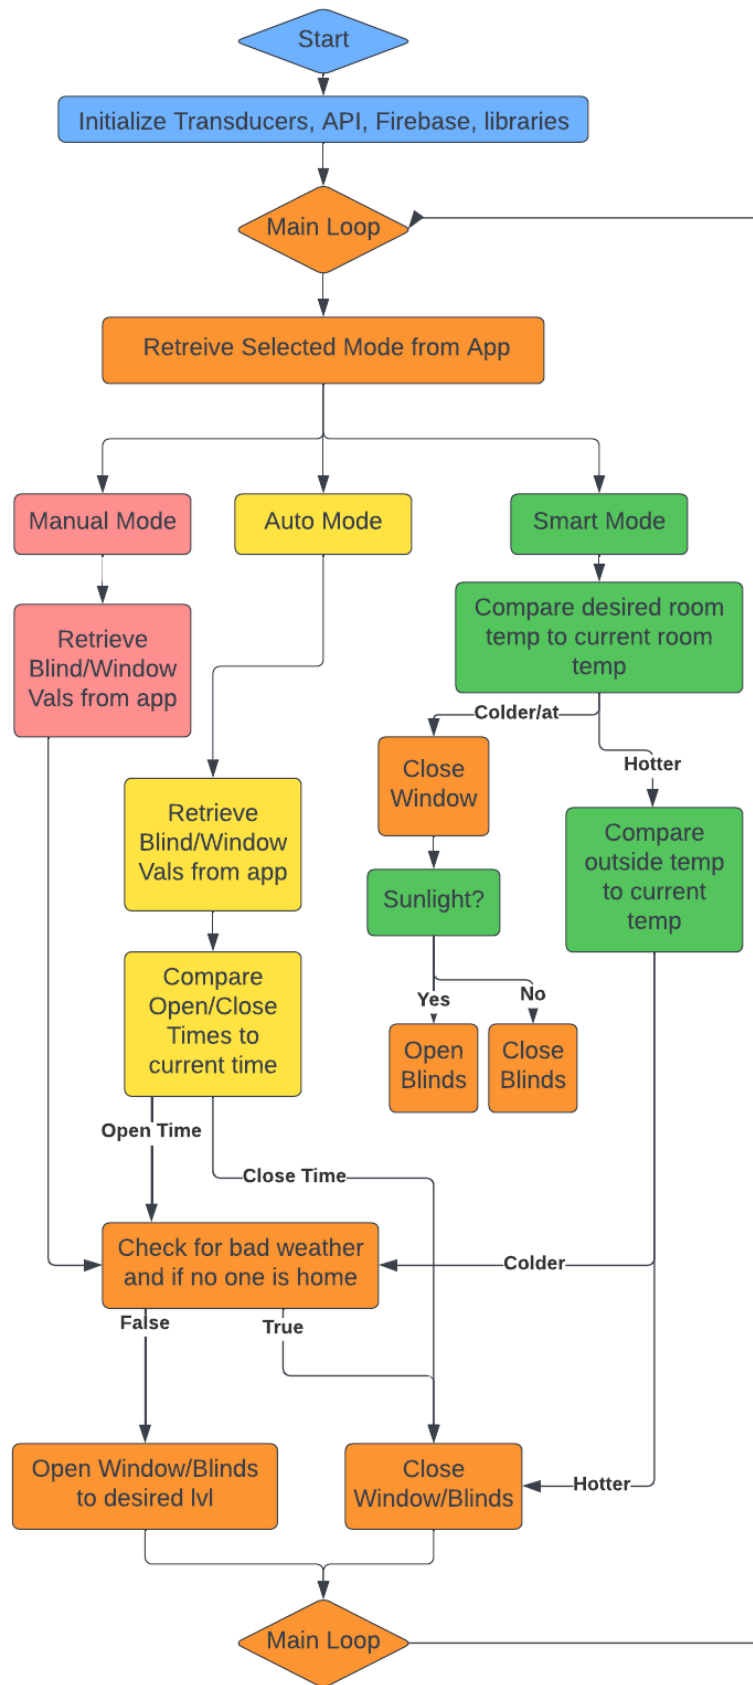 Start
Initialize Transducers, API, Firebase, libraries
Main Loop
Retreive Selected Mode from App
Manual Mode
Auto Mode
Smart Mode
Retrieve
Blind/Window
Vals from app
Compare desired room
temp to current room
temp
Colder/at
Hotter
Close
Window
Retrieve
Blind/Window
Vals from app
Compare
outside temp
to current
temp
Sunlight?
Compare
Open/Close
Times to
current time
Yes
No
Open
Blinds
Close
Blinds
Open Time
Close Time
Check for bad weather
and if no one is home
Colder
False
True
Open Window/Blinds
to desired lvl
Close
Window/Blinds
Hotter
Main Loop